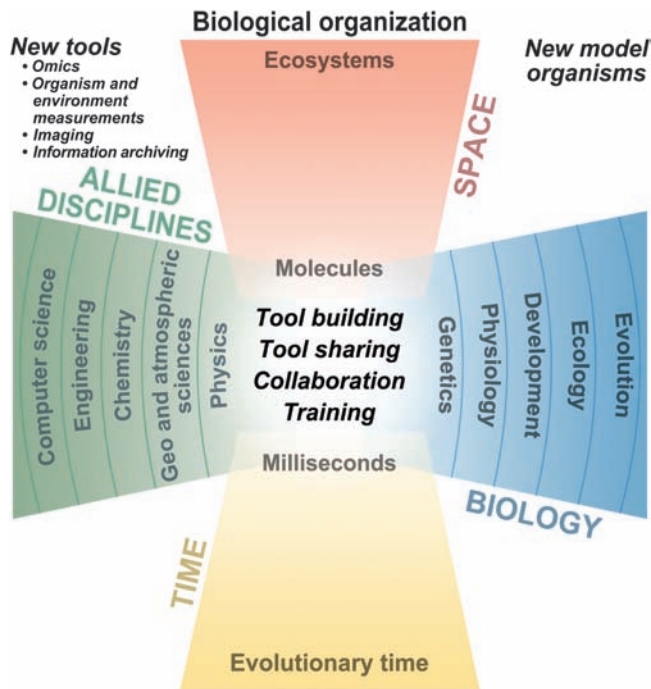 Biological organization
New tools
• Omics
• Organism and
environment
measurements
• Imaging
• Information archiving
New model
organisms
Ecosystems
SPACE
ALLIED
DISCIPLINES
Molecules
Computer science
Engineering
Chemistry
Geo and atmospheric
sciences
Physics
Tool building
Tool sharing
Collaboration
Training
Genetics
Physiology
Development
Ecology
Evolution
Milliseconds
BIOLOGY
TIME
Evolutionary time